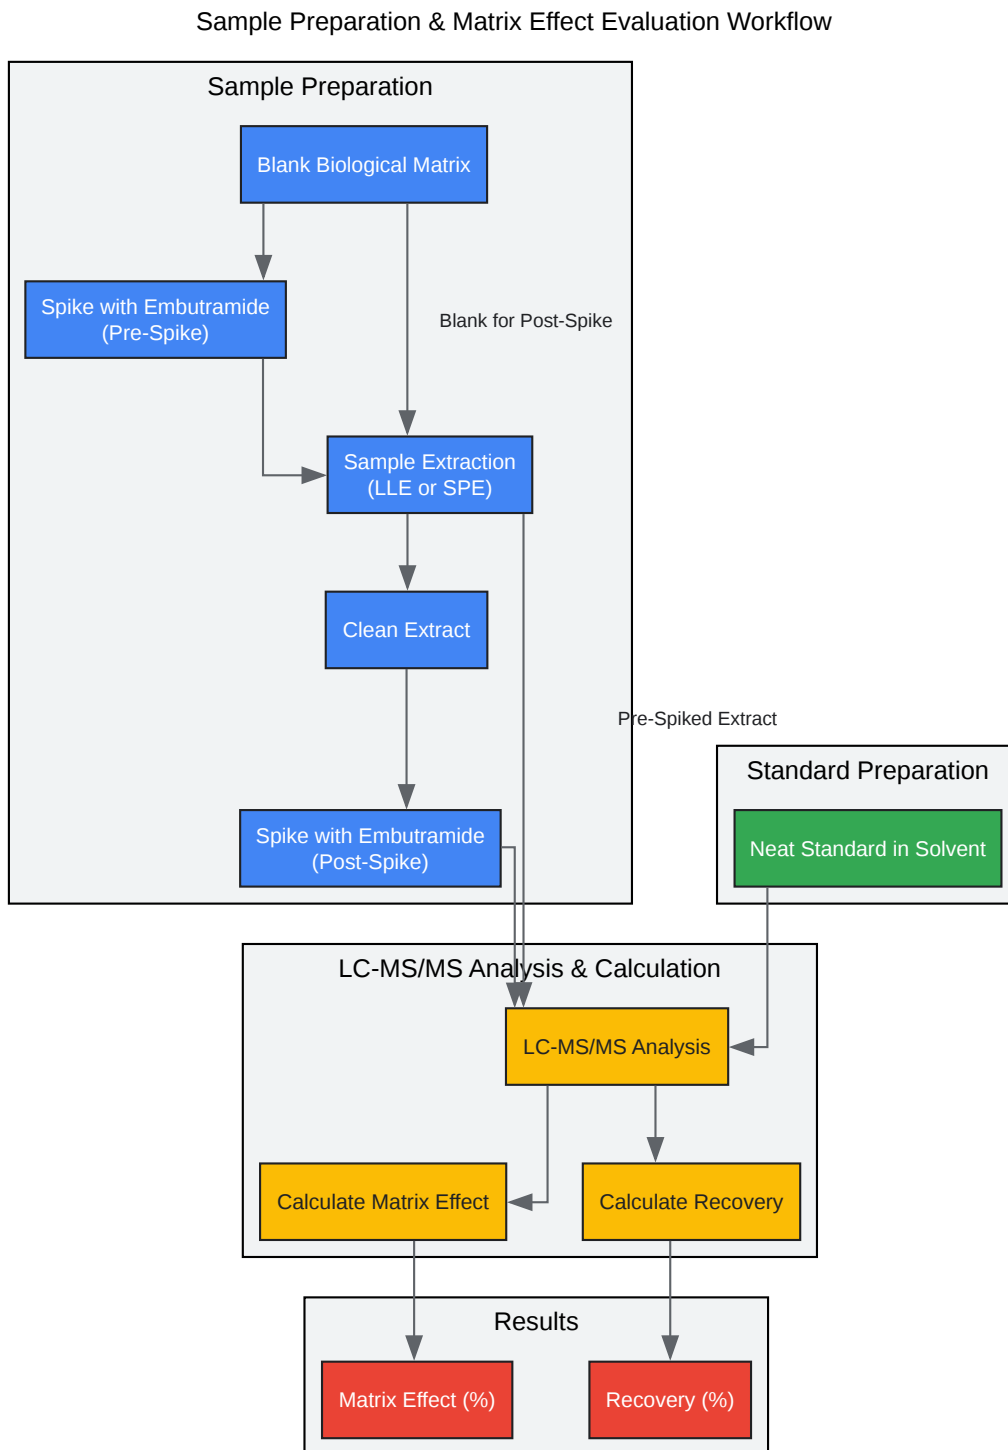 Sample Preparation & Matrix Effect Evaluation Workflow
Sample Preparation
Blank Biological Matrix
Spike with Embutramide
(Pre-Spike)
Blank for Post-Spike
Sample Extraction
(LLE or SPE)
Clean Extract
Pre-Spiked Extract
Standard Preparation
Spike with Embutramide
(Post-Spike)
Neat Standard in Solvent
LC-MS/MS Analysis & Calculation
LC-MS/MS Analysis
Calculate Matrix Effect
Calculate Recovery
Results
Matrix Effect (%)
Recovery (%)